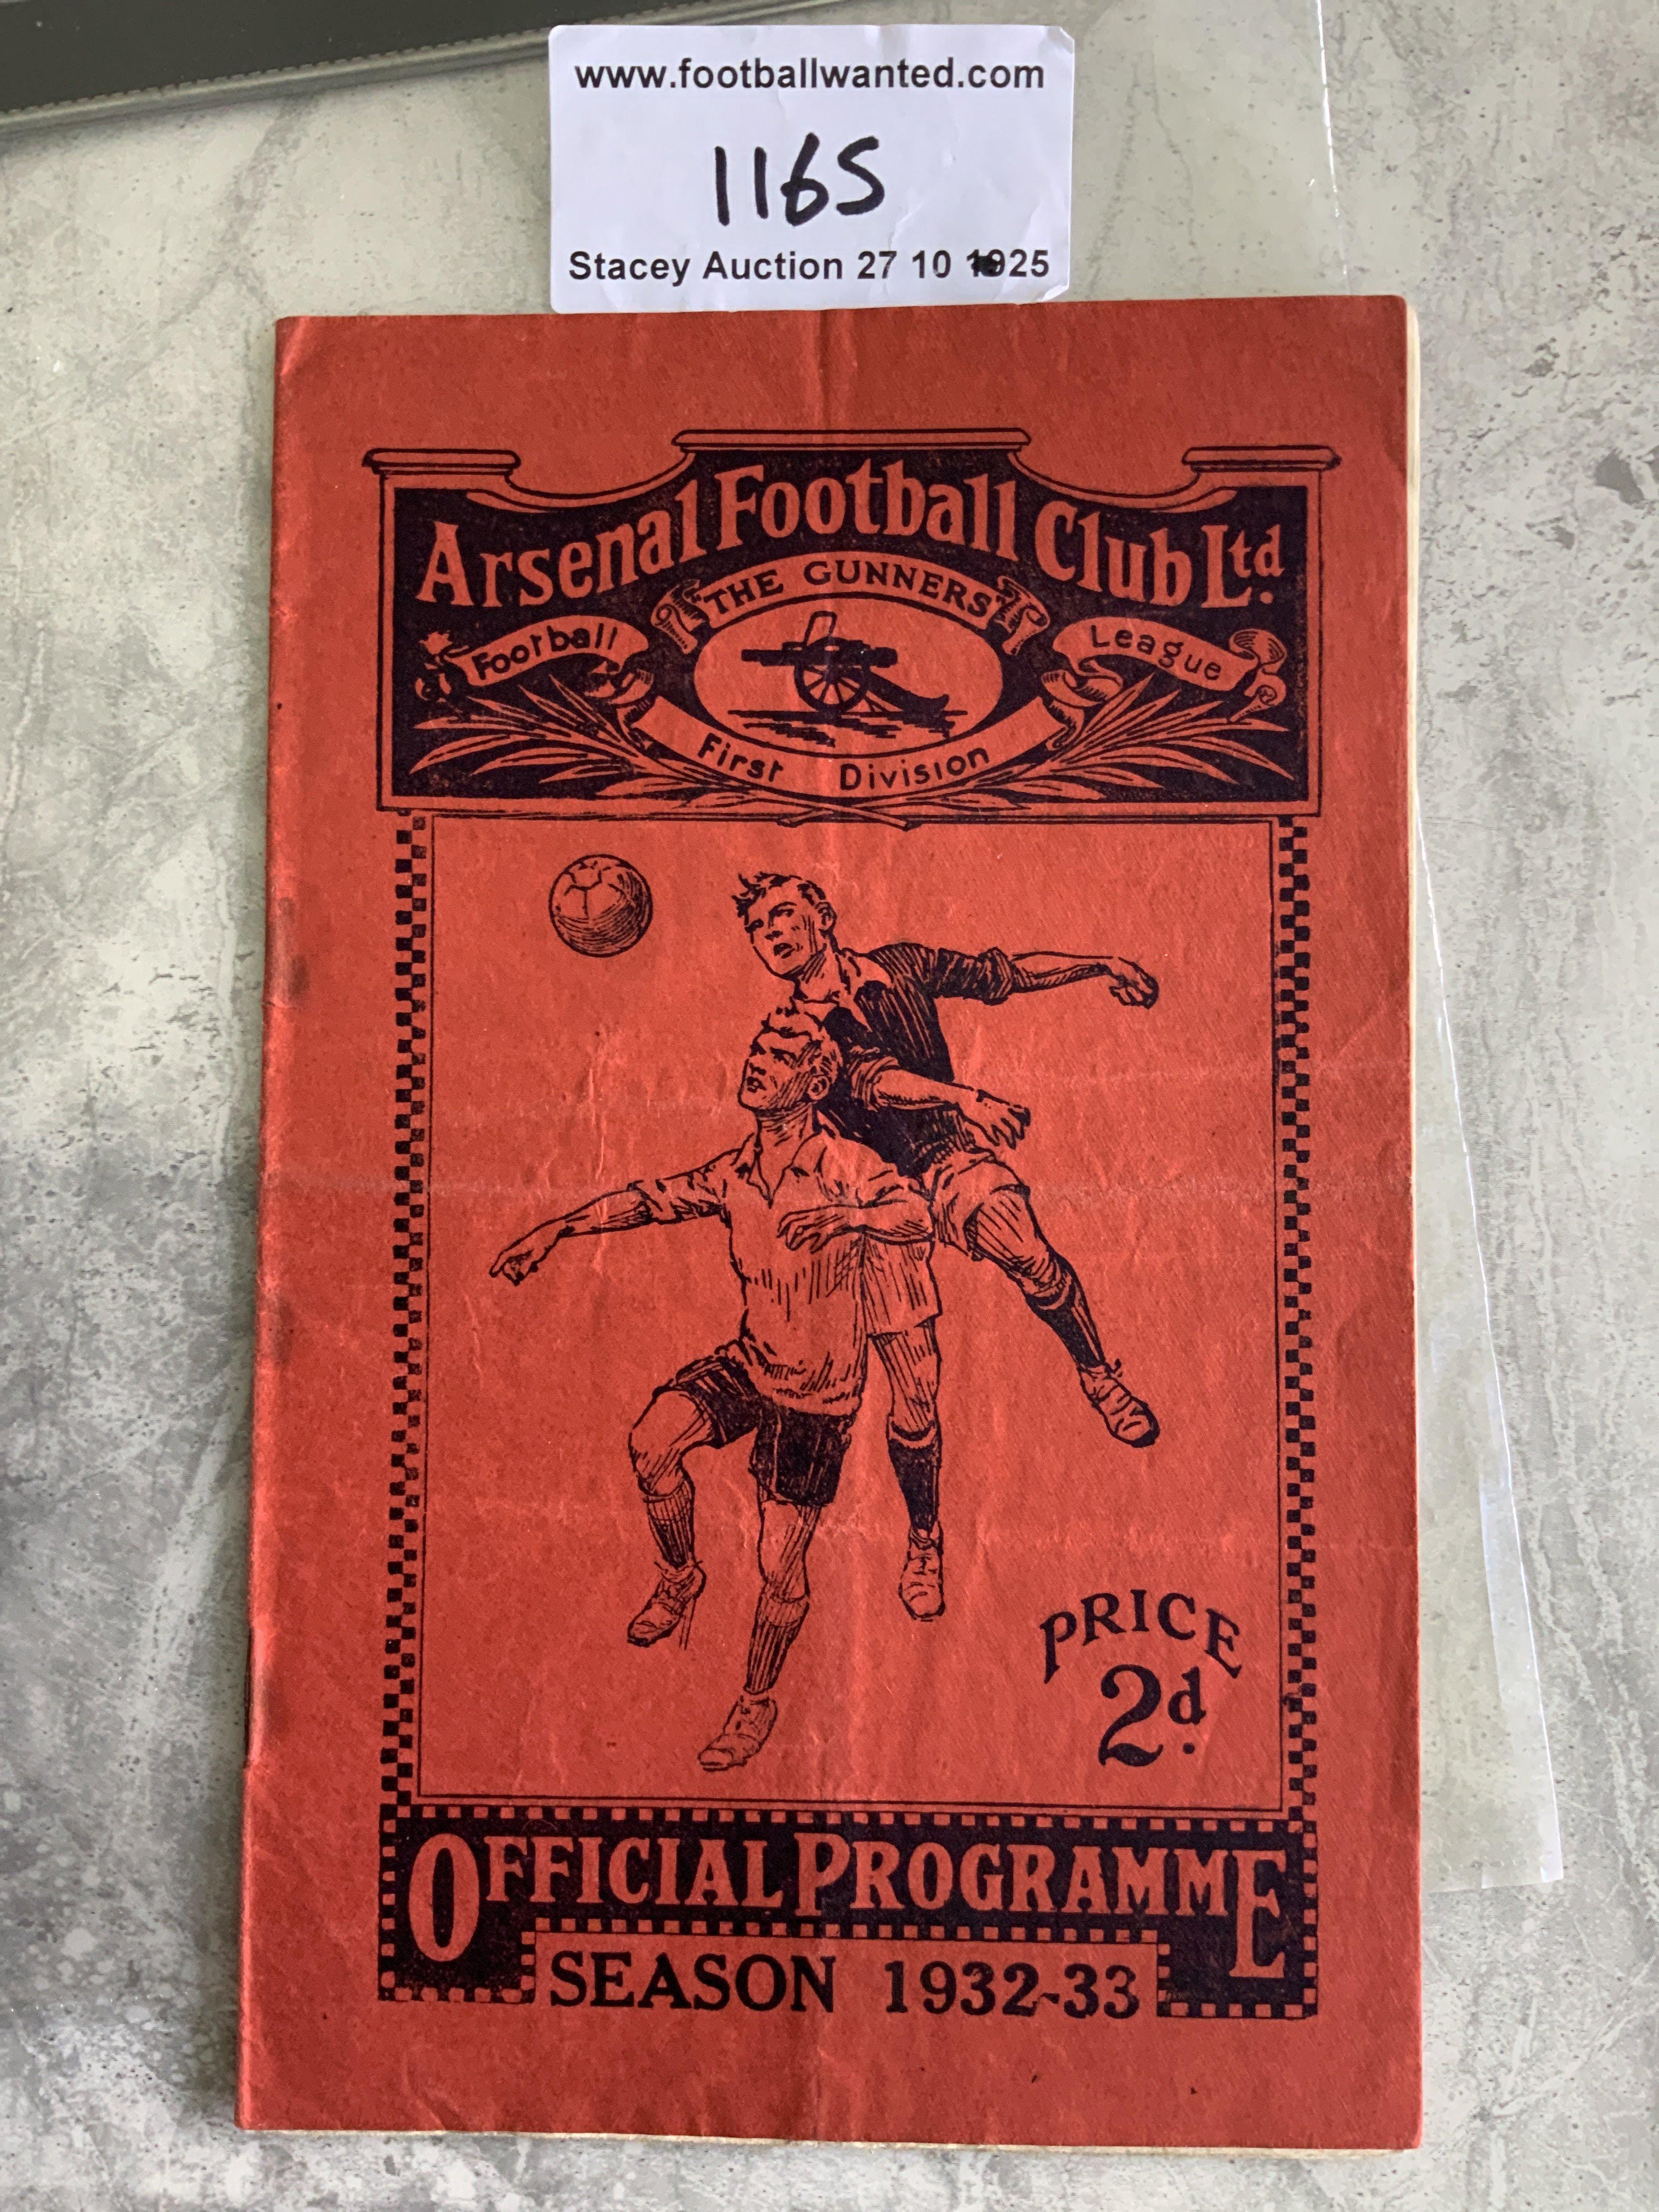 www.footballwanted.com
1165
Stacey Auction 27 10 1925
Arsenal Football Club Ltd.
"THE GUNNERS"
Football League
First Division
PRICE
2d.
OFFICIAL PROGRAMME
SEASON 1932-33